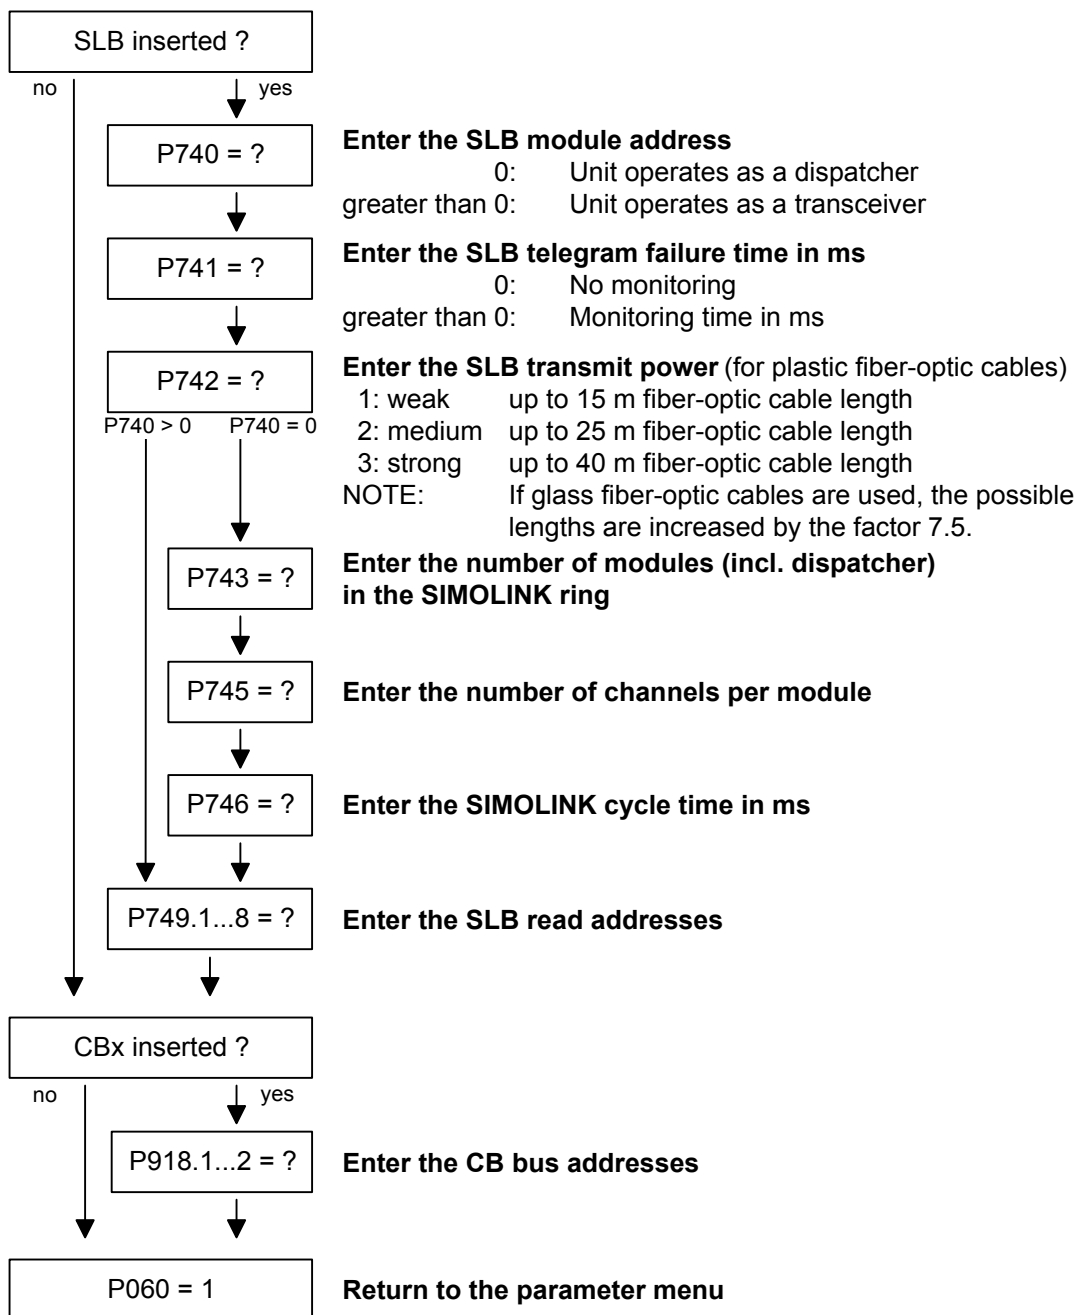 SLB inserted ?
no yes
P740 = ? Enter the SLB module address
0: Unit operates as a dispatcher
greater than 0: Unit operates as a transceiver
P741 = ? Enter the SLB telegram failure time in ms
0: No monitoring
greater than 0: Monitoring time in ms
P742 = ? Enter the SLB transmit power (for plastic fiber-optic cables)
1: weak up to 15 m fiber-optic cable length
P740 > 0 P740 = 0 2: medium up to 25 m fiber-optic cable length
3: strong up to 40 m fiber-optic cable length
NOTE: If glass fiber-optic cables are used, the possible
lengths are increased by the factor 7.5.
P743 = ? Enter the number of modules (incl. dispatcher)
in the SIMOLINK ring
P745 = ? Enter the number of channels per module
P746 = ? Enter the SIMOLINK cycle time in ms
P749.1...8 = ? Enter the SLB read addresses
CBx inserted ?
no yes
P918.1...2 = ? Enter the CB bus addresses
P060 = 1 Return to the parameter menu